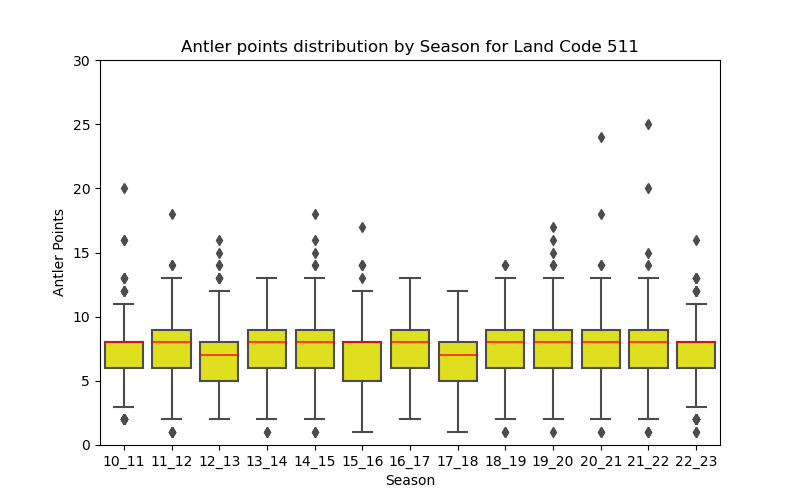 Antler points distribution by Season for Land Code 511
30
25
20
15
10
5
0
Antler Points
10_11 11_12 12_13 13_14 14_15 15_16 16_17 17_18 18_19 19_20 20_21 21_22 22_23
Season